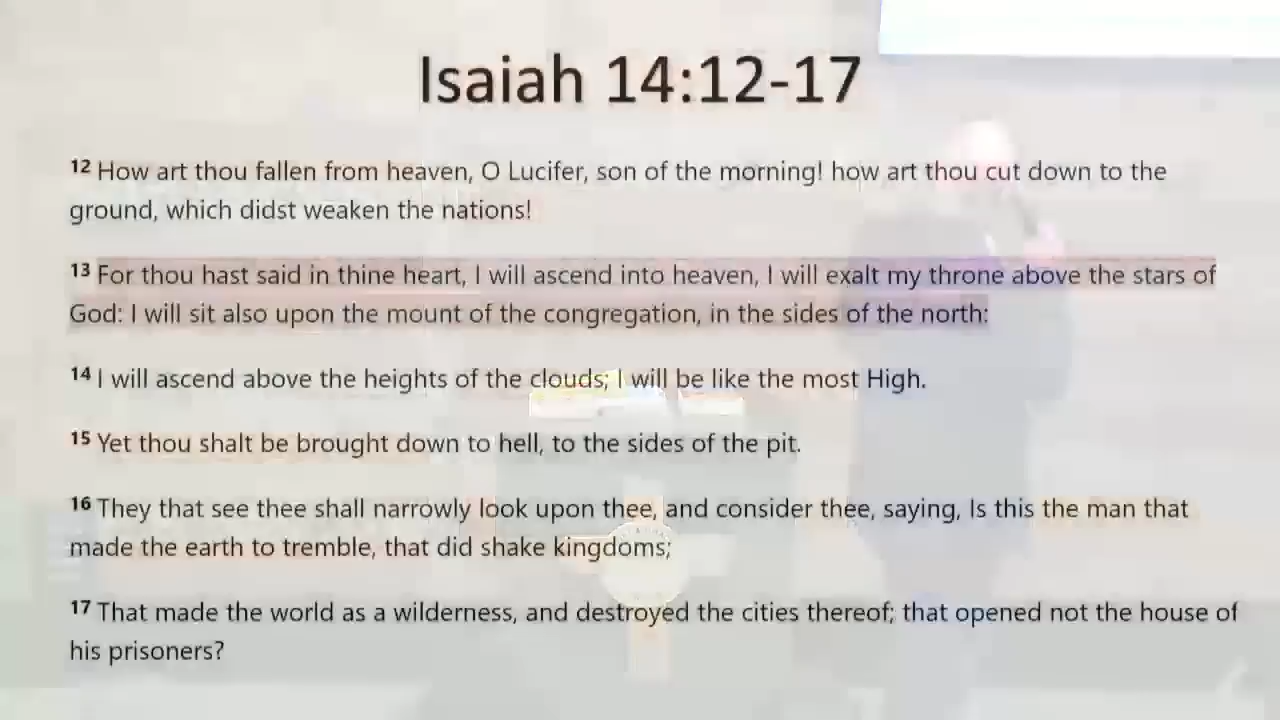 Isaiah 14:12-17
12 How art thou fallen from heaven, O Lucifer, son of the morning! how art thou cut down to the
ground, which didst weaken the nations!
13 For thou hast said in thine heart, I will ascend into heaven, I will exalt my throne above the stars of
God: I will sit also upon the mount of the congregation, in the sides of the north:
14 I will ascend above the heights of the clouds; I will be like the most High.
15 Yet thou shalt be brought down to hell, to the sides of the pit.
16 They that see thee shall narrowly look upon thee, and consider thee, saying, Is this the man that
made the earth to tremble, that did shake kingdoms;
17 That made the world as a wilderness, and destroyed the cities thereof; that opened not the house of
his prisoners?